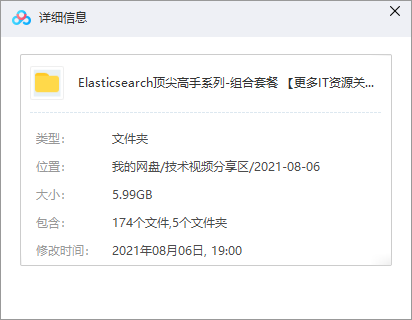 详细信息
Elasticsearch顶尖高手系列-组合套餐 【更多IT资源关...
类型： 文件夹
位置： 我的网盘/技术视频分享区/2021-08-06
大小： 5.99GB
包含： 174个文件,5个文件夹
修改时间： 2021年08月06日, 19:00